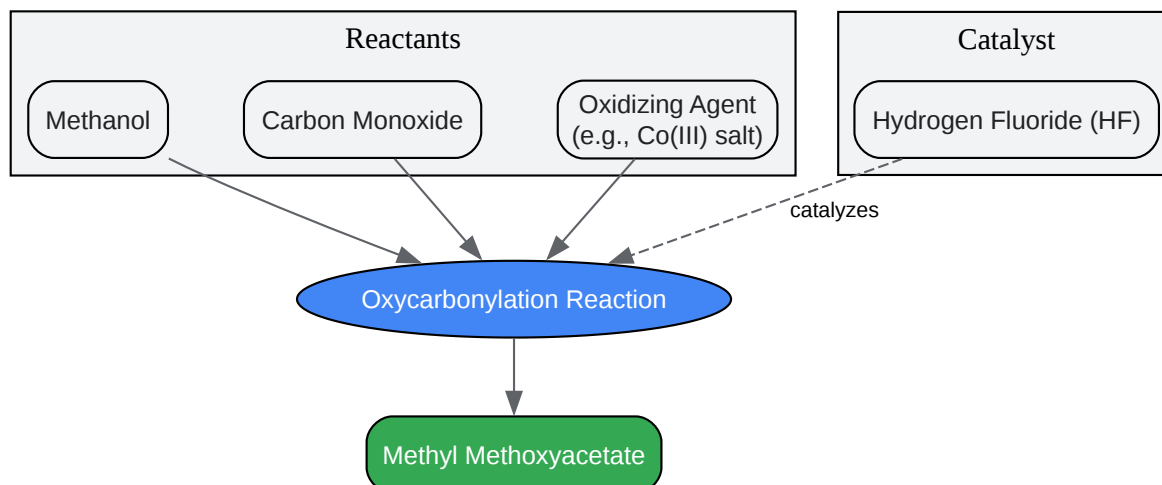 Reactants
Catalyst
Methanol
Carbon Monoxide
Oxidizing Agent
(e.g., Co(III) salt)
Hydrogen Fluoride (HF)
catalyzes
Oxycarbonylation Reaction
Methyl Methoxyacetate